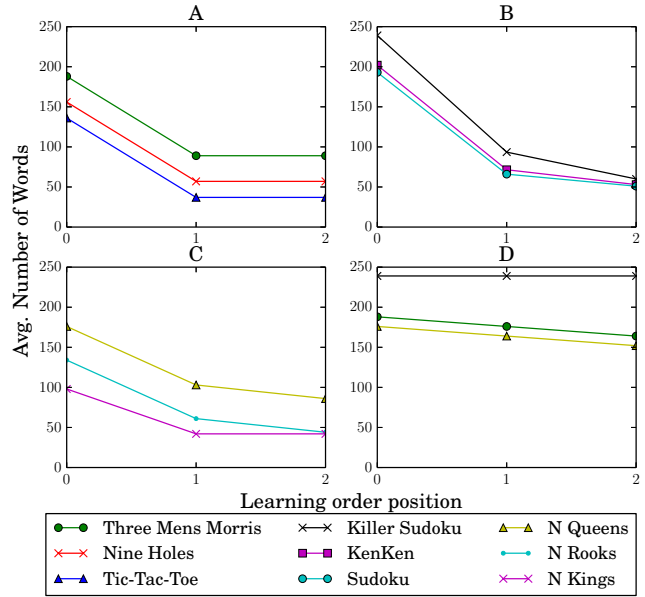 A
B
250
200
150
100
50
0
0
1
2
250
200
150
100
50
0
0
1
2
C
D
250
200
150
100
50
0
0
1
2
250
200
150
100
50
0
0
1
2
Avg. Number of Words
Learning order position
Three Mens Morris
Killer Sudoku
N Queens
Nine Holes
KenKen
N Rooks
Tic-Tac-Toe
Sudoku
N Kings